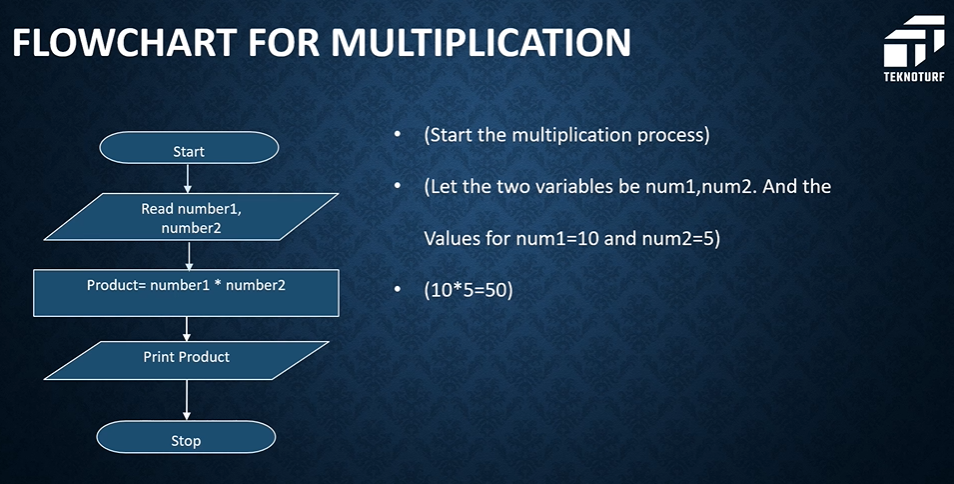 FLOWCHART FOR MULTIPLICATION
TEKNOTURF
Start
Read number1,
number2
Product= number1 * number2
Print Product
Stop
• (Start the multiplication process)
• (Let the two variables be num1,num2. And the
Values for num1=10 and num2=5)
• (10*5=50)